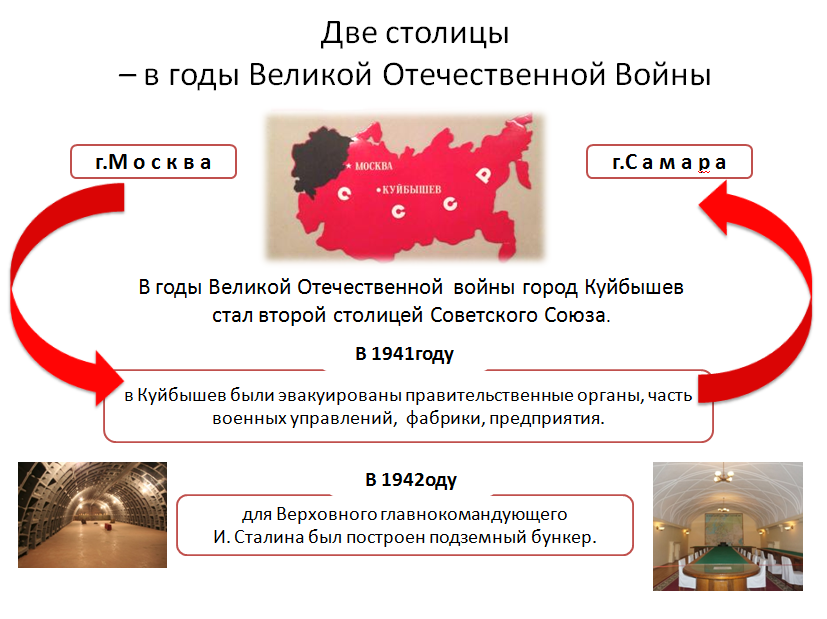 Две столицы
– в годы Великой Отечественной Войны
г.М о с к в а
г.С а м а р а
МОСКВА
КУЙБЫШЕВ
С С С Р
В годы Великой Отечественной войны город Куйбышев
стал второй столицей Советского Союза.
В 1941году
в Куйбышев были эвакуированы правительственные органы, часть
военных управлений, фабрики, предприятия.
В 1942оду
для Верховного главнокомандующего
И. Сталина был построен подземный бункер.